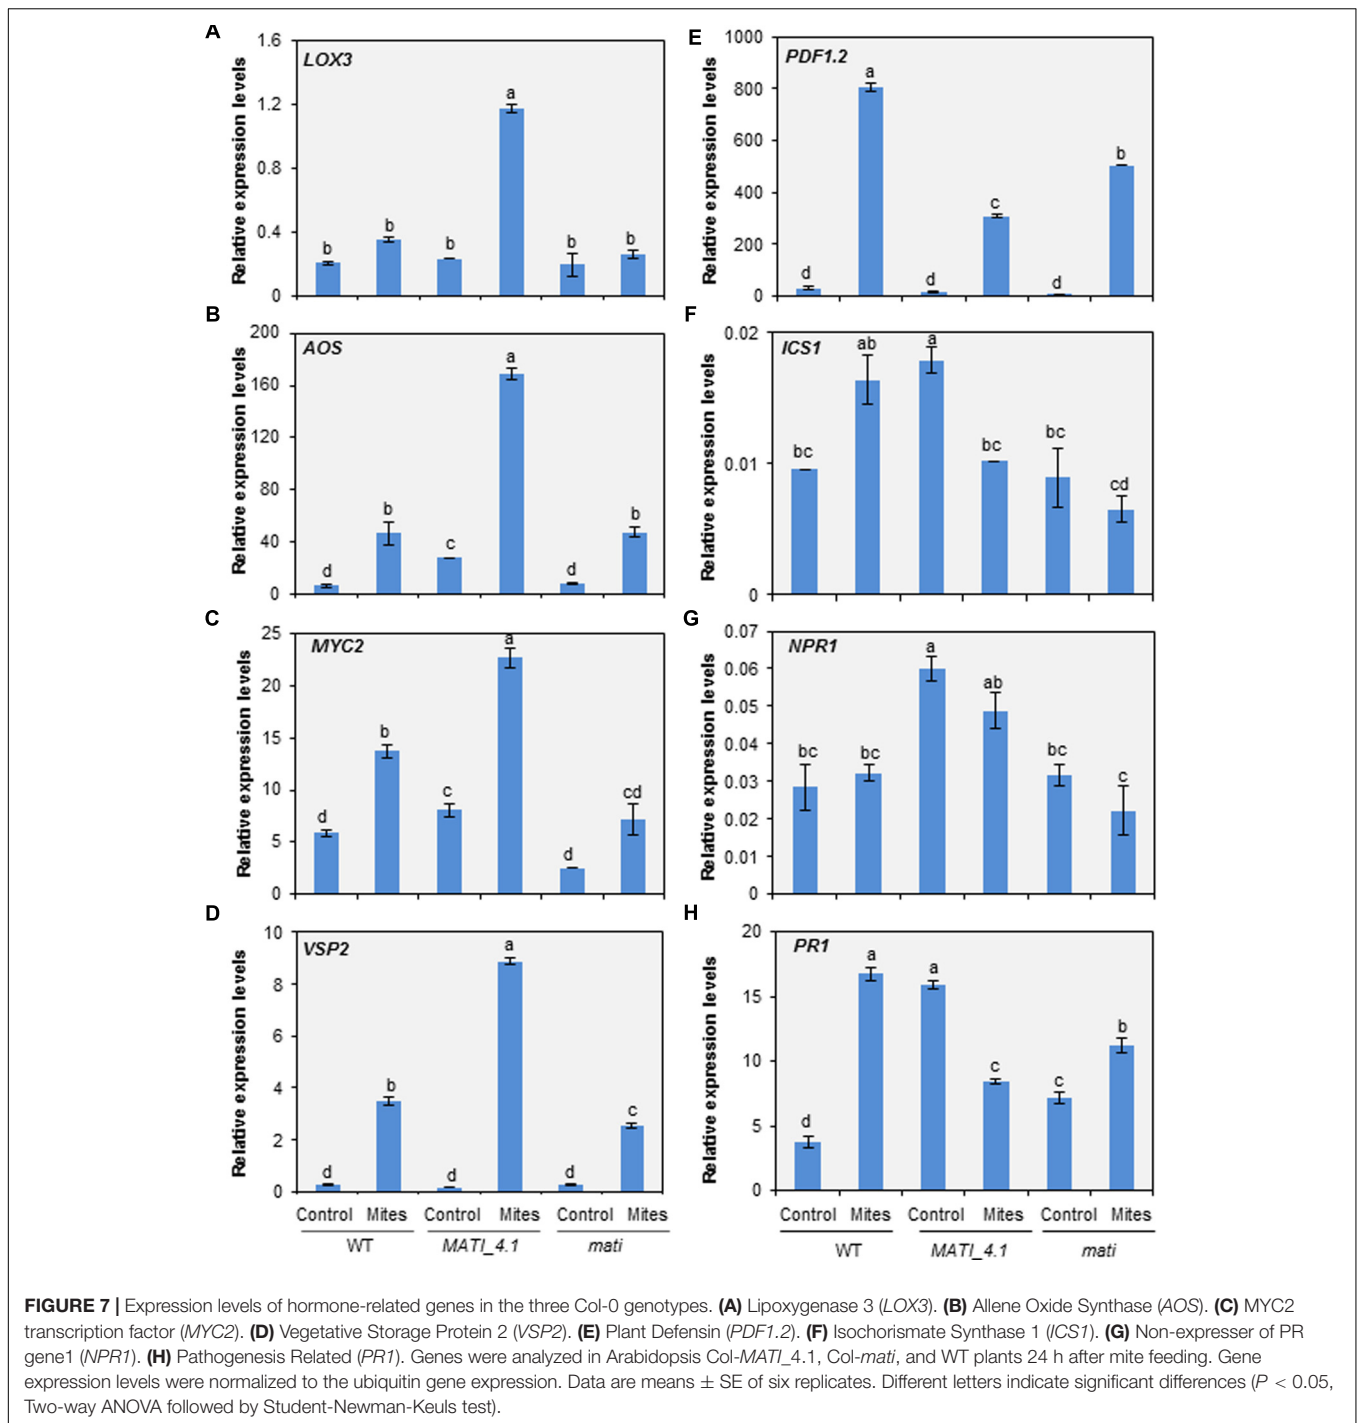 A
LOX3
Relative expression levels
1.6
1.2
0.8
0.4
0
b
b
b
a
b
b
B
AOS
Relative expression levels
200
160
120
80
40
0
d
b
c
a
d
b
C
MYC2
Relative expression levels
25
20
15
10
5
0
d
b
c
a
d
cd
D
VSP2
Relative expression levels
10
8
6
4
2
0
d
b
d
a
d
c
Control Mites Control Mites Control Mites
WT MATI_4.1 mati
E
PDF1.2
Relative expression levels
1000
800
600
400
200
0
d
a
d
c
d
b
F
ICS1
Relative expression levels
0.02
0.01
0
bc
ab
a
bc
bc
cd
G
NPR1
Relative expression levels
0.07
0.06
0.05
0.04
0.03
0.02
0.01
0
bc
bc
a
ab
bc
c
H
PR1
Relative expression levels
20
15
10
5
0
d
a
a
c
c
b
Control Mites Control Mites Control Mites
WT MATI_4.1 mati
FIGURE 7 | Expression levels of hormone-related genes in the three Col-0 genotypes. (A) Lipoxygenase 3 (LOX3). (B) Allene Oxide Synthase (AOS). (C) MYC2
transcription factor (MYC2). (D) Vegetative Storage Protein 2 (VSP2). (E) Plant Defensin (PDF1.2). (F) Isochorismate Synthase 1 (ICS1). (G) Non-expresser of PR
gene1 (NPR1). (H) Pathogenesis Related (PR1). Genes were analyzed in Arabidopsis Col-MATI_4.1, Col-mati, and WT plants 24 h after mite feeding. Gene
expression levels were normalized to the ubiquitin gene expression. Data are means ± SE of six replicates. Different letters indicate significant differences (P < 0.05,
Two-way ANOVA followed by Student-Newman-Keuls test).